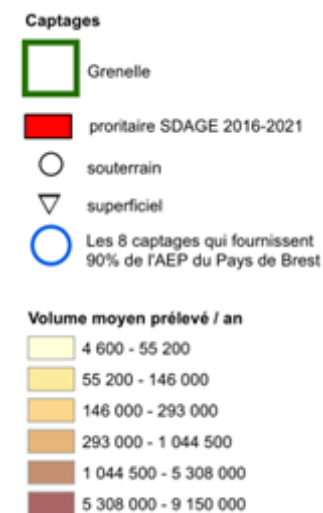 Captages
Grenelle
proritaire SDAGE 2016-2021
souterrain
superficiel
Les 8 captages qui fournissent
90% de l'AEP du Pays de Brest
Volume moyen prélevé / an
4 600 - 55 200
55 200 - 146 000
146 000 - 293 000
293 000 - 1 044 500
1 044 500 - 5 308 000
5 308 000 - 9 150 000